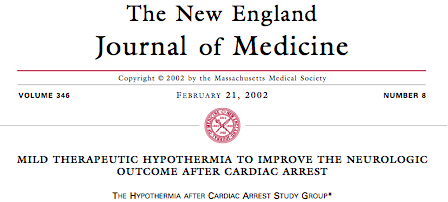 The New England
Journal of Medicine
Copyright © 2002 by the Massachusetts Medical Society
VOLUME 346 FEBRUARY 21, 2002 NUMBER 8
MILD THERAPEUTIC HYPOTHERMIA TO IMPROVE THE NEUROLOGIC
OUTCOME AFTER CARDIAC ARREST
THE HYPOTHERMIA AFTER CARDIAC ARREST STUDY GROUP*